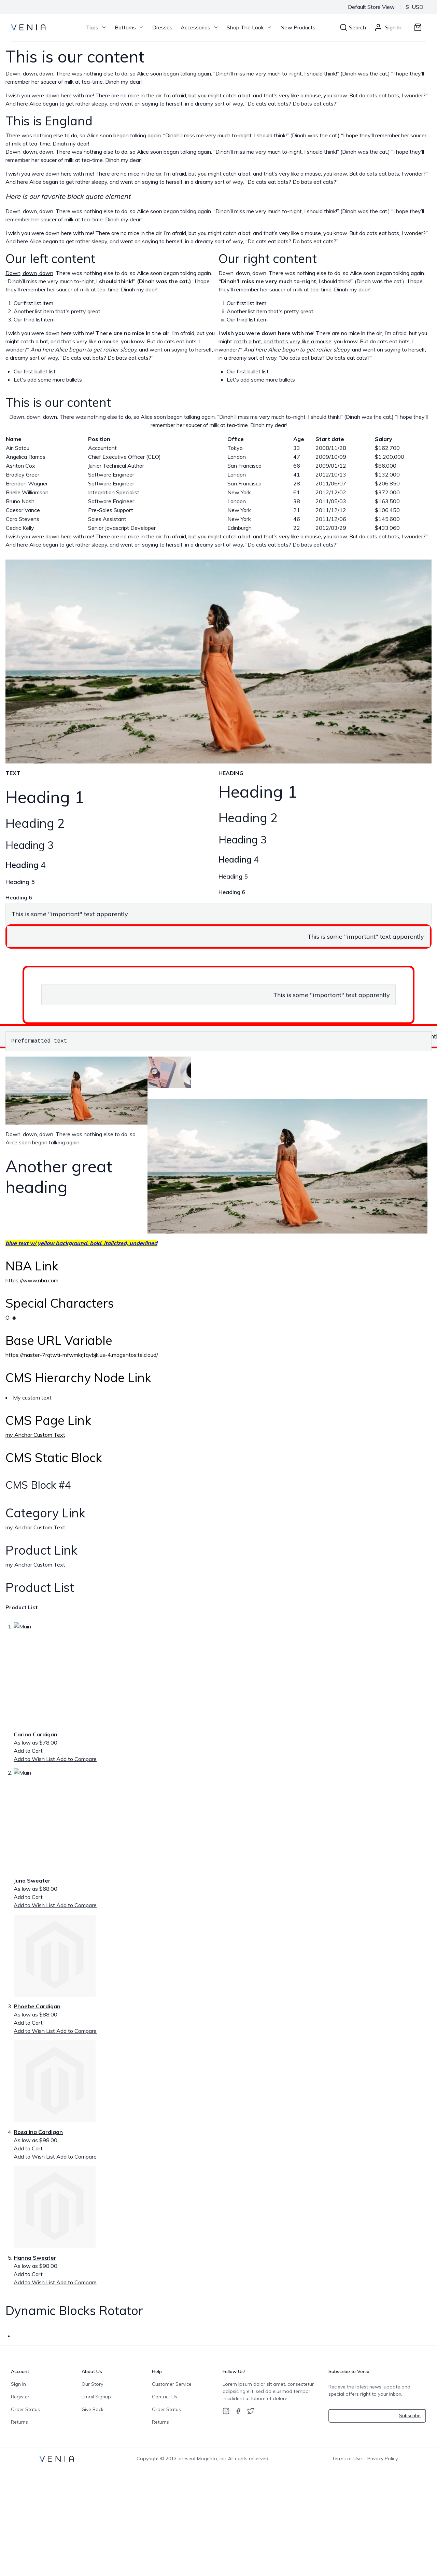 Default Store View $ USD
VENIA Tops Bottoms Dresses Accessories Shop The Look New Products Search Sign In
This is our content
Down, down, down. There was nothing else to do, so Alice soon began talking again. “Dinah’ll miss me very much to-night, I should think!” (Dinah was the cat.) “I hope they’ll remember
her saucer of milk at tea-time. Dinah my dear!
I wish you were down here with me! There are no mice in the air, I’m afraid, but you might catch a bat, and that’s very like a mouse, you know. But do cats eat bats, I wonder?”
And here Alice began to get rather sleepy, and went on saying to herself, in a dreamy sort of way, “Do cats eat bats? Do bats eat cats?”
This is England
There was nothing else to do, so Alice soon began talking again. “Dinah’ll miss me very much to-night, I should think!” (Dinah was the cat.) “I hope they’ll remember her saucer
of milk at tea-time. Dinah my dear!
Down, down, down. There was nothing else to do, so Alice soon began talking again. “Dinah’ll miss me very much to-night, I should think!” (Dinah was the cat.) “I hope they’ll
remember her saucer of milk at tea-time. Dinah my dear!
I wish you were down here with me! There are no mice in the air, I’m afraid, but you might catch a bat, and that’s very like a mouse, you know. But do cats eat bats, I wonder?”
And here Alice began to get rather sleepy, and went on saying to herself, in a dreamy sort of way, “Do cats eat bats? Do bats eat cats?”
Here is our favorite block quote element
Down, down, down. There was nothing else to do, so Alice soon began talking again. “Dinah’ll miss me very much to-night, I should think!” (Dinah was the cat.) “I hope they’ll
remember her saucer of milk at tea-time. Dinah my dear!
I wish you were down here with me! There are no mice in the air, I’m afraid, but you might catch a bat, and that’s very like a mouse, you know. But do cats eat bats, I wonder?”
And here Alice began to get rather sleepy, and went on saying to herself, in a dreamy sort of way, “Do cats eat bats? Do bats eat cats?”
Our left content
Down, down, down. There was nothing else to do, so Alice soon began talking again.
“Dinah’ll miss me very much to-night, I should think!” (Dinah was the cat.) “I hope
they’ll remember her saucer of milk at tea-time. Dinah my dear!
1. Our first list item
2. Another list item that's pretty great
3. Our third list item
I wish you were down here with me! There are no mice in the air, I’m afraid, but you
might catch a bat, and that’s very like a mouse, you know. But do cats eat bats, I
wonder?” And here Alice began to get rather sleepy, and went on saying to herself, in
a dreamy sort of way, “Do cats eat bats? Do bats eat cats?”
Our first bullet list
Let's add some more bullets
Our right content
Down, down, down. There was nothing else to do, so Alice soon began talking again.
“Dinah’ll miss me very much to-night, I should think!” (Dinah was the cat.) “I hope
they’ll remember her saucer of milk at tea-time. Dinah my dear!
i. Our first list item
ii. Another list item that's pretty great
iii. Our third list item
I wish you were down here with me! There are no mice in the air, I’m afraid, but you
might catch a bat, and that’s very like a mouse, you know. But do cats eat bats, I
wonder?” And here Alice began to get rather sleepy, and went on saying to herself, in
a dreamy sort of way, “Do cats eat bats? Do bats eat cats?”
Our first bullet list
Let's add some more bullets
This is our content
Down, down, down. There was nothing else to do, so Alice soon began talking again. “Dinah’ll miss me very much to-night, I should think!” (Dinah was the cat.) “I hope they’ll
remember her saucer of milk at tea-time. Dinah my dear!
Name Position Office Age Start date Salary
Airi Satou Accountant Tokyo 33 2008/11/28 $162,700
Angelica Ramos Chief Executive Officer (CEO) London 47 2009/10/09 $1,200,000
Ashton Cox Junior Technical Author San Francisco 66 2009/01/12 $86,000
Bradley Greer Software Engineer London 41 2012/10/13 $132,000
Brenden Wagner Software Engineer San Francisco 28 2011/06/07 $206,850
Brielle Williamson Integration Specialist New York 61 2012/12/02 $372,000
Bruno Nash Software Engineer London 38 2011/05/03 $163,500
Caesar Vance Pre-Sales Support New York 21 2011/12/12 $106,450
Cara Stevens Sales Assistant New York 46 2011/12/06 $145,600
Cedric Kelly Senior Javascript Developer Edinburgh 22 2012/03/29 $433,060
I wish you were down here with me! There are no mice in the air, I’m afraid, but you might catch a bat, and that’s very like a mouse, you know. But do cats eat bats, I wonder?”
And here Alice began to get rather sleepy, and went on saying to herself, in a dreamy sort of way, “Do cats eat bats? Do bats eat cats?”
TEXT
Heading 1
Heading 2
Heading 3
Heading 4
Heading 5
Heading 6
HEADING
Heading 1
Heading 2
Heading 3
Heading 4
Heading 5
Heading 6
This is some "important" text apparently
This is some "important" text apparently
This is some "important" text apparently
Preformatted text
Down, down, down. There was nothing else to do, so
Alice soon began talking again.
Another great
heading
blue text w/ yellow background, bold, italicized, underlined
NBA Link
https://www.nba.com
Special Characters
Ö ♣
Base URL Variable
https://master-7rqtwti-mfwmkrjfqvbjk.us-4.magentosite.cloud/
CMS Hierarchy Node Link
My custom text
CMS Page Link
my Anchor Custom Text
CMS Static Block
CMS Block #4
Category Link
my Anchor Custom Text
Product Link
my Anchor Custom Text
Product List
Product List
1. Main
Carina Cardigan
As low as $78.00
Add to Cart
Add to Wish List Add to Compare
2. Main
Juno Sweater
As low as $68.00
Add to Cart
Add to Wish List Add to Compare
3. Phoebe Cardigan
As low as $88.00
Add to Cart
Add to Wish List Add to Compare
4. Rosalina Cardigan
As low as $98.00
Add to Cart
Add to Wish List Add to Compare
5. Hanna Sweater
As low as $98.00
Add to Cart
Add to Wish List Add to Compare
Dynamic Blocks Rotator
Account
Sign In
Register
Order Status
Returns
About Us
Our Story
Email Signup
Give Back
Help
Customer Service
Contact Us
Order Status
Returns
Follow Us!
Lorem ipsum dolor sit amet, consectetur
adipisicing elit, sed do eiusmod tempor
incididunt ut labore et dolore.
Subscribe to Venia
Recieve the latest news, update and
special offers right to your inbox.
Subscribe
VENIA Copyright © 2013-present Magento, Inc. All rights reserved. Terms of Use Privacy Policy